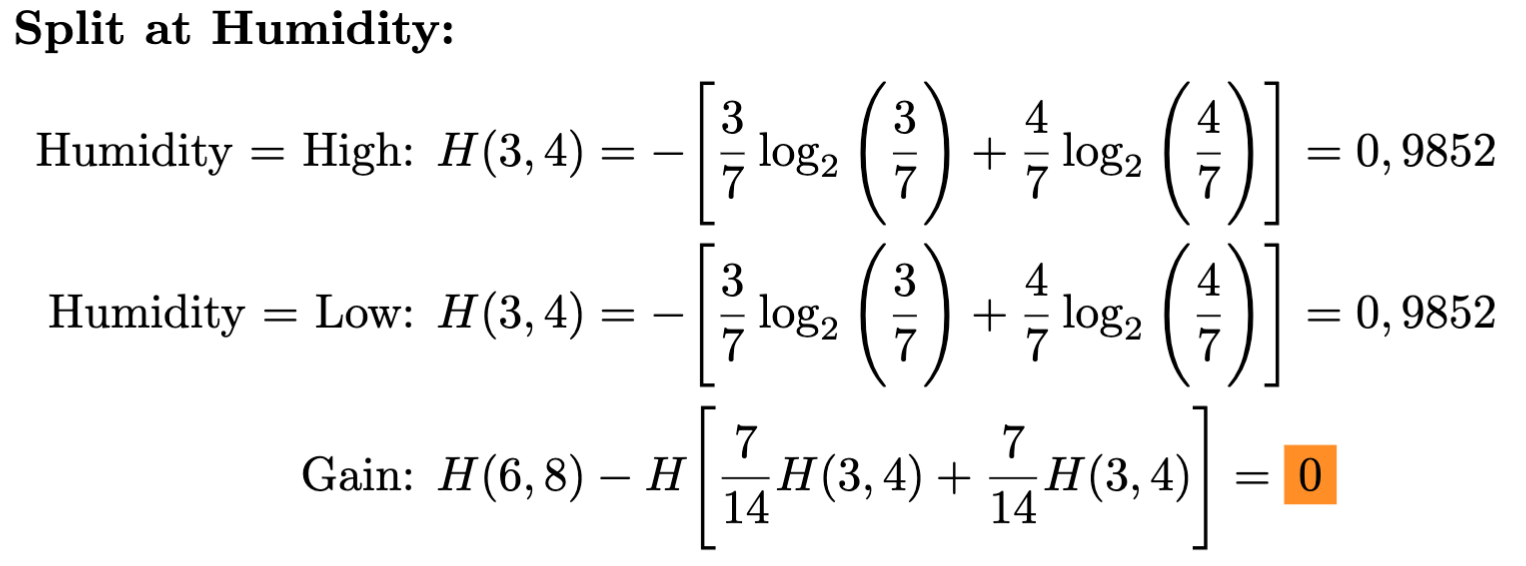 Split at Humidity:
Humidity = High: H(3, 4) = −[3/7 log₂(3/7) + 4/7 log₂(4/7)] = 0, 9852
Humidity = Low: H(3, 4) = −[3/7 log₂(3/7) + 4/7 log₂(4/7)] = 0, 9852
Gain: H(6, 8) − H[7/14 H(3, 4) + 7/14 H(3, 4)] = 0